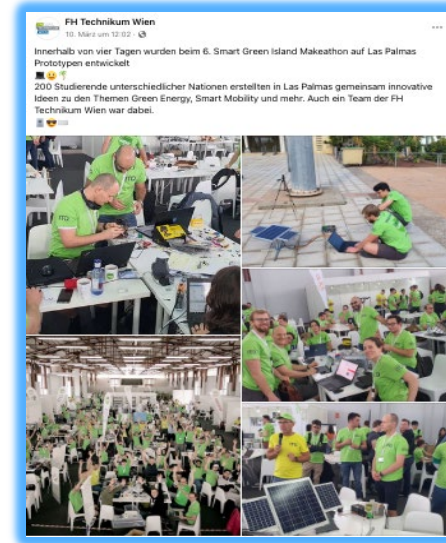 FH Technikum Wien
10. März um 12:02 ·
Innerhalb von vier Tagen wurden beim 6. Smart Green Island Makeathon auf Las Palmas
Prototypen entwickelt
200 Studierende unterschiedlicher Nationen erstellten in Las Palmas gemeinsam innovative
Ideen zu den Themen Green Energy, Smart Mobility und mehr. Auch ein Team der FH
Technikum Wien war dabei.